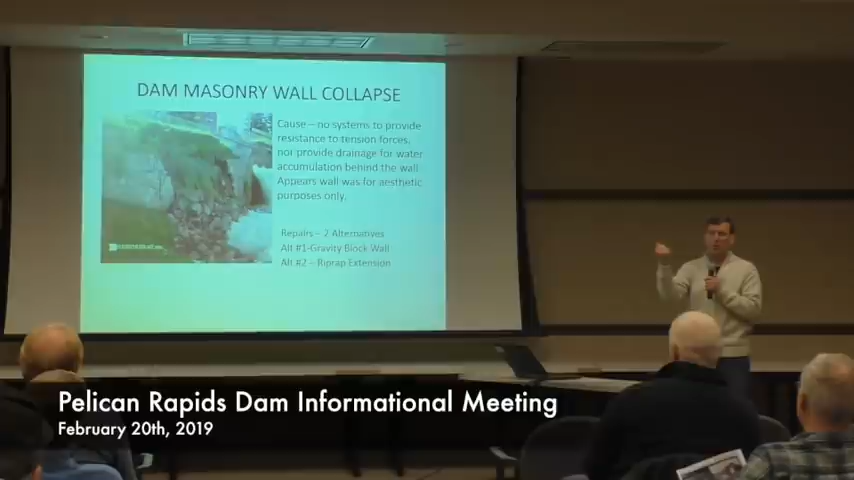 DAM MASONRY WALL COLLAPSE
Cause – no systems to provide
resistance to tension forces,
nor provide drainage for water
accumulation behind the wall.
Appears wall was for aesthetic
purposes only.
Repairs – 2 Alternatives
Alt #1-Gravity Block Wall
Alt #2 – Riprap Extension
Pelican Rapids Dam Informational Meeting
February 20th, 2019